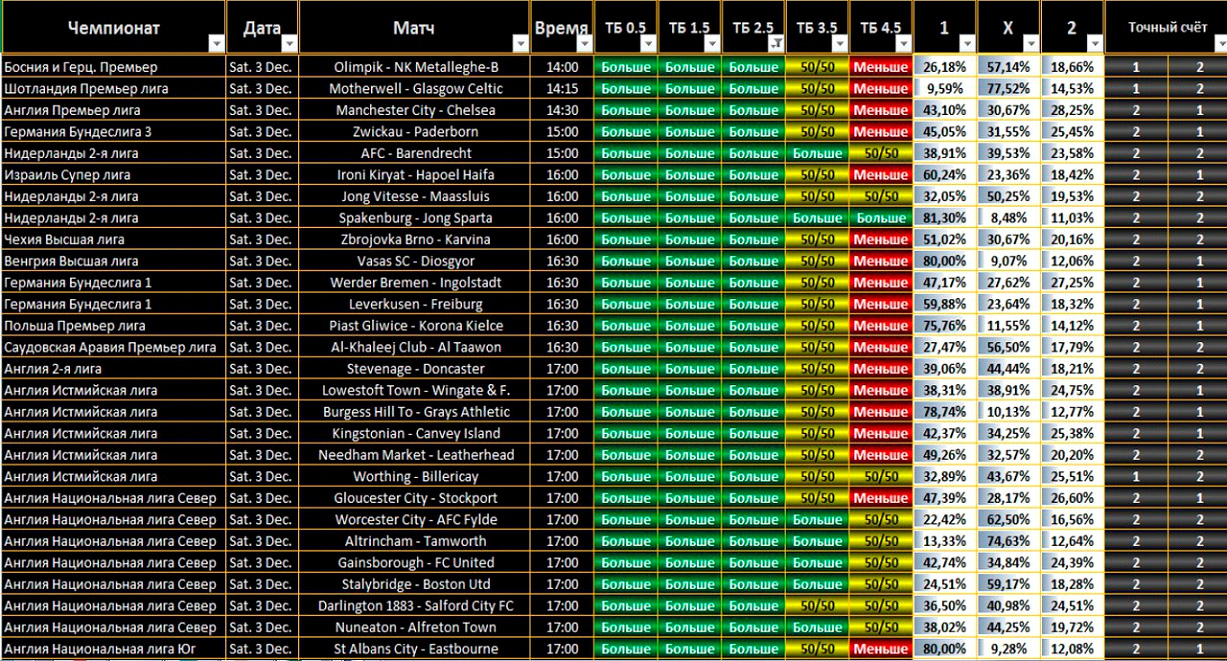 Чемпионат Дата Матч Время ТБ 0.5 ТБ 1.5 ТБ 2.5 ТБ 3.5 ТБ 4.5 1 X 2 Точный счёт
Босния и Герц. Премьер Sat. 3 Dec. Olimpik - NK Metalleghe-B 14:00 Больше Больше Больше 50/50 Меньше 26,18% 57,14% 18,66% 1 2
Шотландия Премьер лига Sat. 3 Dec. Motherwell - Glasgow Celtic 14:15 Больше Больше Больше 50/50 Меньше 9,59% 77,52% 14,53% 1 2
Англия Премьер лига Sat. 3 Dec. Manchester City - Chelsea 14:30 Больше Больше Больше 50/50 Меньше 43,10% 30,67% 28,25% 2 1
Германия Бундеслига 3 Sat. 3 Dec. Zwickau - Paderborn 15:00 Больше Больше Больше 50/50 Меньше 45,05% 31,55% 25,45% 2 1
Нидерланды 2-я лига Sat. 3 Dec. AFC - Barendrecht 15:00 Больше Больше Больше Больше 50/50 38,91% 39,53% 23,58% 2 2
Израиль Супер лига Sat. 3 Dec. Ironi Kiryat - Hapoel Haifa 16:00 Больше Больше Больше 50/50 Меньше 60,24% 23,36% 18,42% 2 1
Нидерланды 2-я лига Sat. 3 Dec. Jong Vitesse - Maassluis 16:00 Больше Больше Больше 50/50 50/50 32,05% 50,25% 19,53% 2 2
Нидерланды 2-я лига Sat. 3 Dec. Spakenburg - Jong Sparta 16:00 Больше Больше Больше Больше Больше 81,30% 8,48% 11,03% 2 2
Чехия Высшая лига Sat. 3 Dec. Zbrojovka Brno - Karvina 16:00 Больше Больше Больше 50/50 Меньше 51,02% 30,67% 20,16% 2 1
Венгрия Высшая лига Sat. 3 Dec. Vasas SC - Diosgyor 16:30 Больше Больше Больше 50/50 Меньше 80,00% 9,07% 12,06% 2 1
Германия Бундеслига 1 Sat. 3 Dec. Werder Bremen - Ingolstadt 16:30 Больше Больше Больше 50/50 Меньше 47,17% 27,62% 27,25% 2 1
Германия Бундеслига 1 Sat. 3 Dec. Leverkusen - Freiburg 16:30 Больше Больше Больше 50/50 Меньше 59,88% 23,64% 18,32% 2 1
Польша Премьер лига Sat. 3 Dec. Piast Gliwice - Korona Kielce 16:30 Больше Больше Больше 50/50 Меньше 75,76% 11,55% 14,12% 2 1
Саудовская Аравия Премьер лига Sat. 3 Dec. Al-Khaleej Club - Al Taawon 16:30 Больше Больше Больше 50/50 Меньше 27,47% 56,50% 17,79% 2 2
Англия 2-я лига Sat. 3 Dec. Stevenage - Doncaster 17:00 Больше Больше Больше 50/50 Меньше 39,06% 44,44% 18,21% 2 2
Англия Истмийская лига Sat. 3 Dec. Lowestoft Town - Wingate & F. 17:00 Больше Больше Больше 50/50 Меньше 38,31% 38,91% 24,75% 2 1
Англия Истмийская лига Sat. 3 Dec. Burgess Hill To - Grays Athletic 17:00 Больше Больше Больше 50/50 Меньше 78,74% 10,13% 12,77% 2 1
Англия Истмийская лига Sat. 3 Dec. Kingstonian - Canvey Island 17:00 Больше Больше Больше 50/50 Меньше 42,37% 34,25% 25,38% 2 1
Англия Истмийская лига Sat. 3 Dec. Needham Market - Leatherhead 17:00 Больше Больше Больше 50/50 Меньше 49,26% 32,57% 20,20% 2 1
Англия Истмийская лига Sat. 3 Dec. Worthing - Billericay 17:00 Больше Больше Больше 50/50 50/50 32,89% 43,67% 25,51% 1 2
Англия Национальная лига Север Sat. 3 Dec. Gloucester City - Stockport 17:00 Больше Больше Больше 50/50 Меньше 47,39% 28,17% 26,60% 2 1
Англия Национальная лига Север Sat. 3 Dec. Worcester City - AFC Fylde 17:00 Больше Больше Больше Больше 50/50 22,42% 62,50% 16,56% 2 2
Англия Национальная лига Север Sat. 3 Dec. Altrincham - Tamworth 17:00 Больше Больше Больше Больше 50/50 13,33% 74,63% 12,64% 2 2
Англия Национальная лига Север Sat. 3 Dec. Gainsborough - FC United 17:00 Больше Больше Больше Больше 50/50 42,74% 34,84% 24,39% 2 2
Англия Национальная лига Север Sat. 3 Dec. Stalybridge - Boston Utd 17:00 Больше Больше Больше Больше 50/50 24,51% 59,17% 18,28% 2 2
Англия Национальная лига Север Sat. 3 Dec. Darlington 1883 - Salford City FC 17:00 Больше Больше Больше 50/50 50/50 36,50% 40,98% 24,51% 2 2
Англия Национальная лига Север Sat. 3 Dec. Nuneaton - Alfreton Town 17:00 Больше Больше Больше Больше 50/50 38,02% 44,25% 19,72% 2 2
Англия Национальная лига Юг Sat. 3 Dec. St Albans City - Eastbourne 17:00 Больше Больше Больше 50/50 50/50 80,00% 9,28% 12,08% 2 1